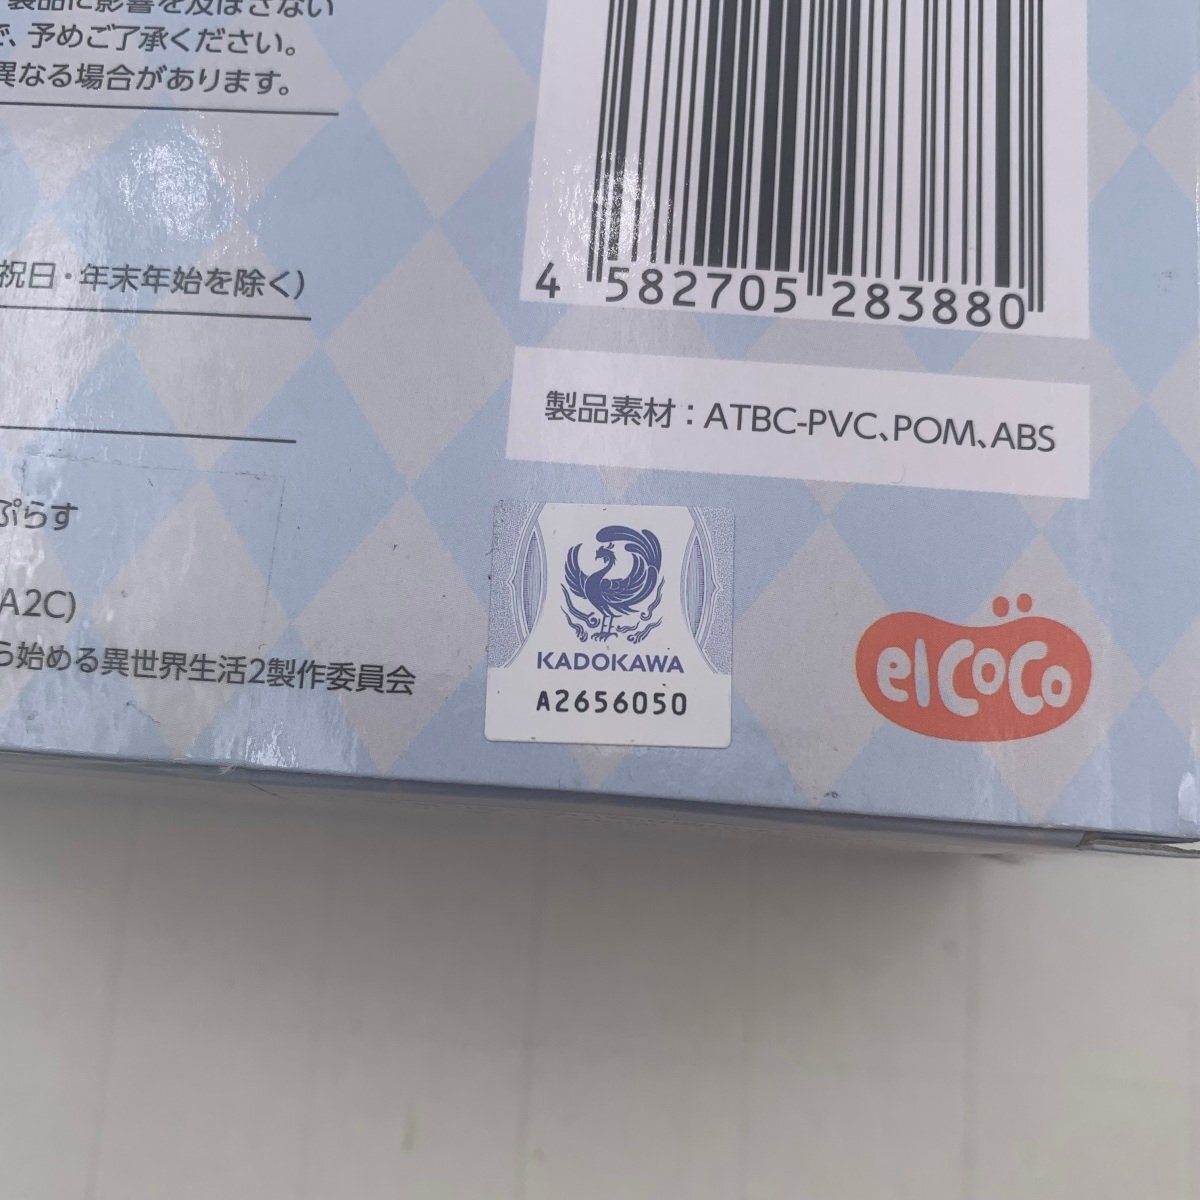 製品に影響を及ぼさない
で、予めご了承ください。
異なる場合があります。
祝日・年末年始を除く)
ぷらす
A2C)
ら始める異世界生活2製作委員会
4 582705 283880
製品素材：ATBC-PVC、POM、ABS
KADOKAWA
A2656050
elcöco